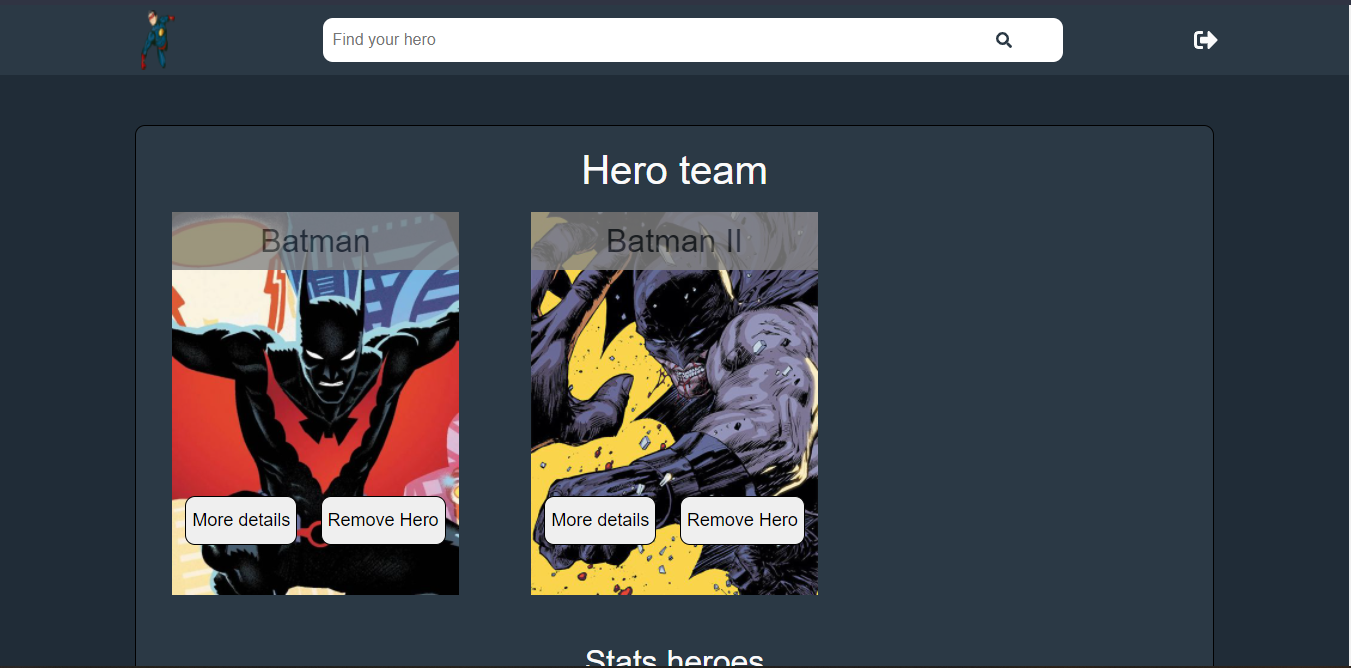 Find your hero
Hero team
Batman
Batman II
More details
Remove Hero
More details
Remove Hero
Stats heroes